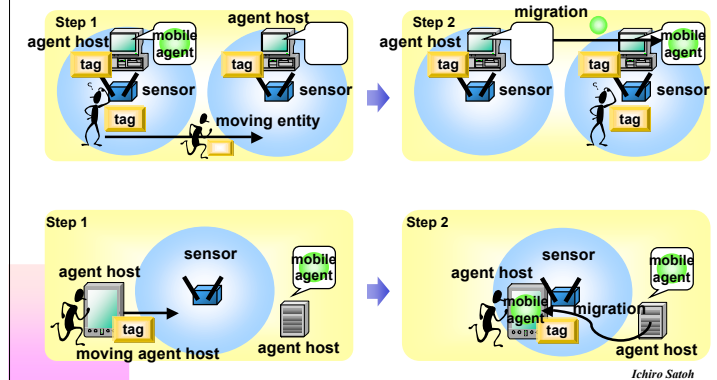 Step 1
agent host
agent host
mobile
agent
tag
tag
sensor
sensor
tag
moving entity
Step 2
migration
agent host
mobile
agent
tag
tag
sensor
sensor
tag
Step 1
sensor
mobile
agent
agent host
tag
moving agent host
agent host
Step 2
sensor
mobile
agent
agent host
mobile
agent
migration
tag
agent host
Ichiro Satoh